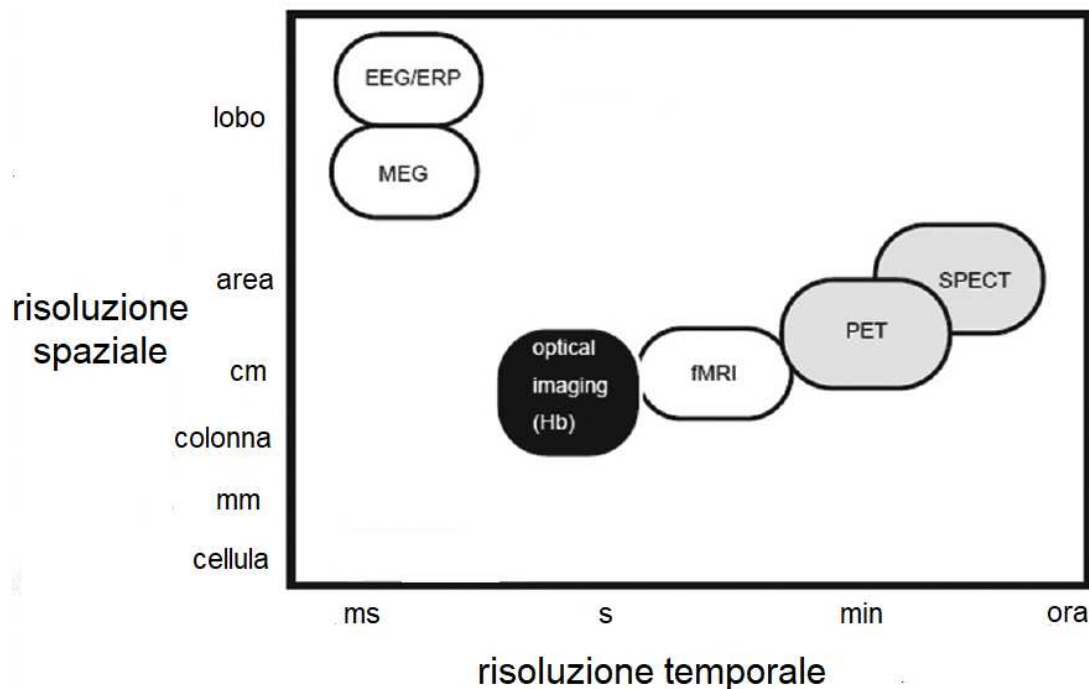 EEG/ERP
lobo
MEG
area
SPECT
risoluzione
spaziale
PET
optical
imaging
(Hb)
fMRI
cm
colonna
mm
cellula
ms
s
min
ora
risoluzione temporale